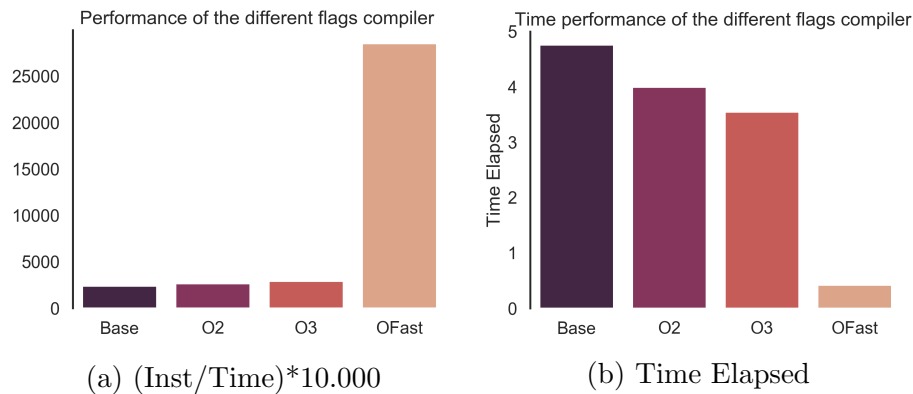 Performance of the different flags compiler
25000
20000
15000
10000
5000
0
Base O2 O3 OFast
(a) (Inst/Time)*10.000
Time performance of the different flags compiler
Time Elapsed
5
4
3
2
1
0
Base O2 O3 OFast
(b) Time Elapsed